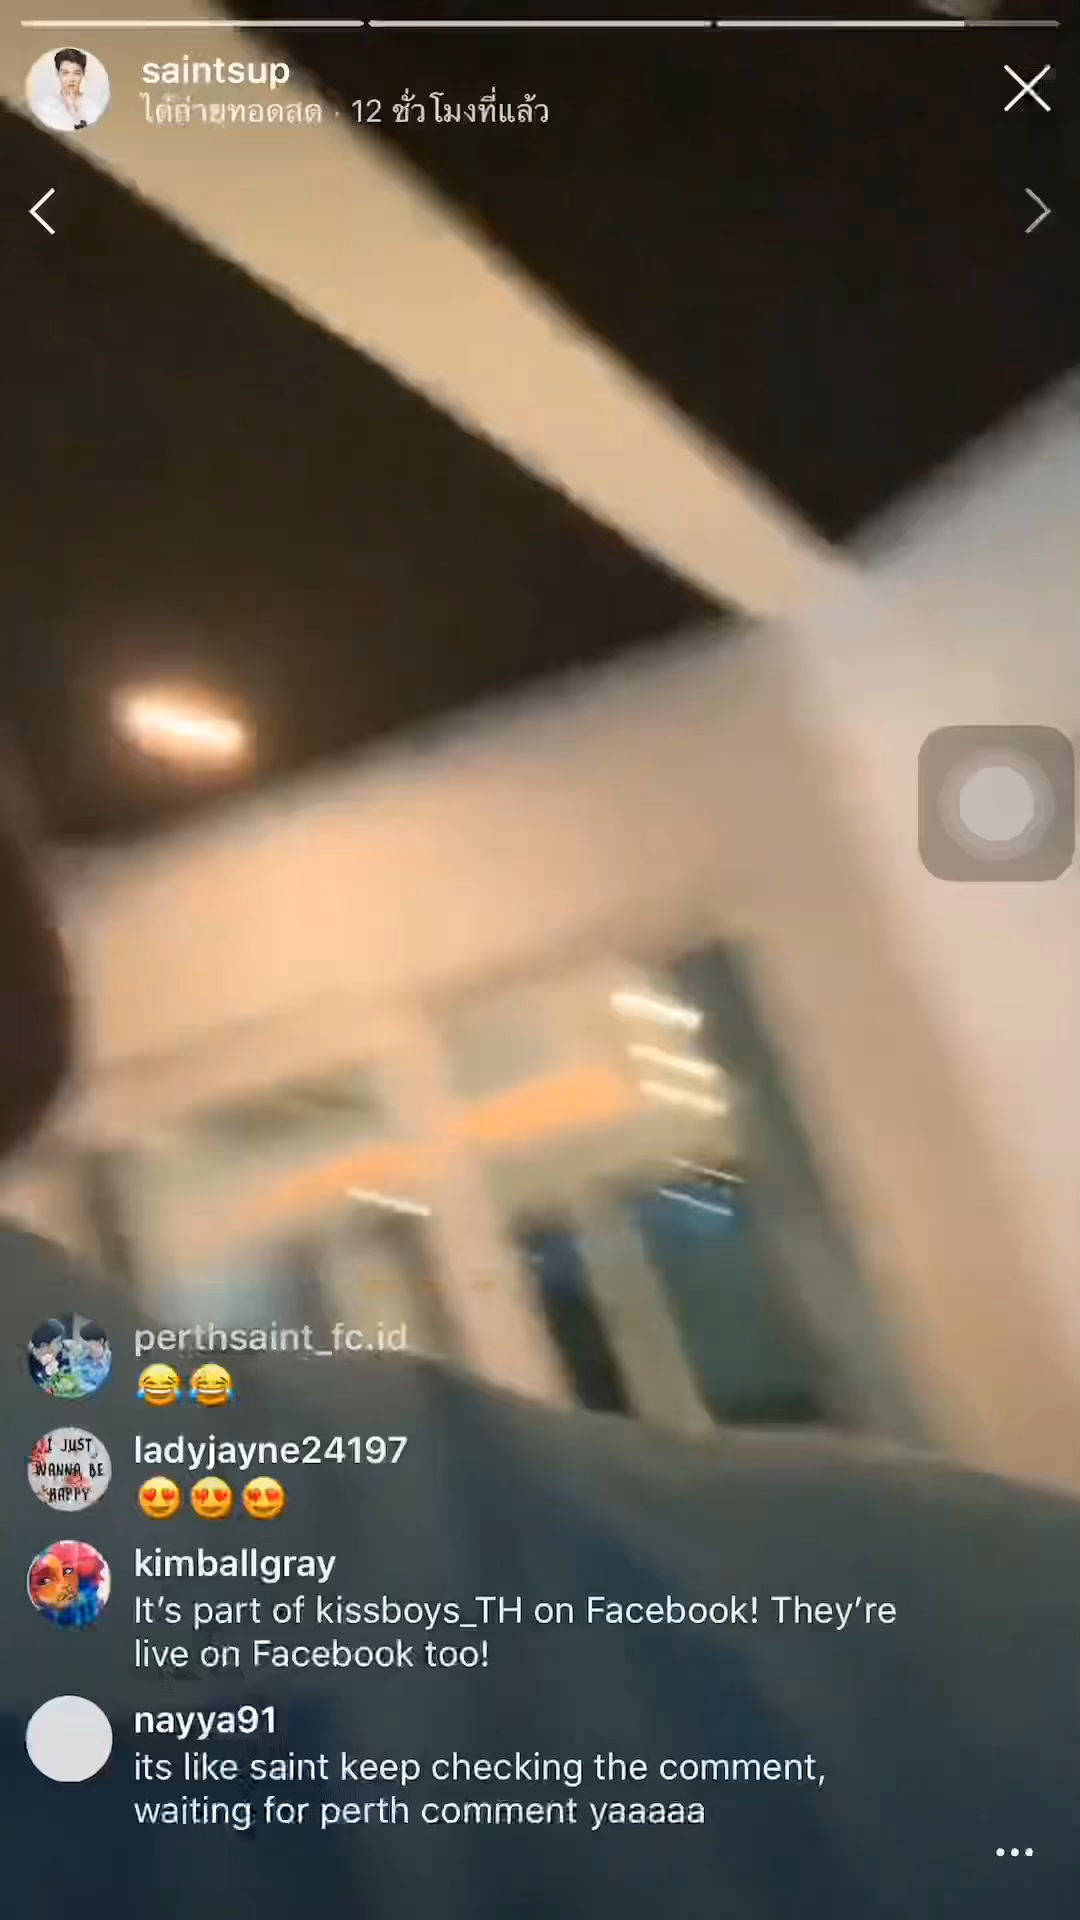 saintsup
ได้ถ่ายทอดสด · 12 ชั่วโมงที่แล้ว
perthsaint_fc.id
😂😂
I JUST
WANNA BE
HAPPY
ladyjayne24197
😍😍😍
kimballgray
It's part of kissboys_TH on Facebook! They're
live on Facebook too!
nayya91
its like saint keep checking the comment,
waiting for perth comment yaaaaa